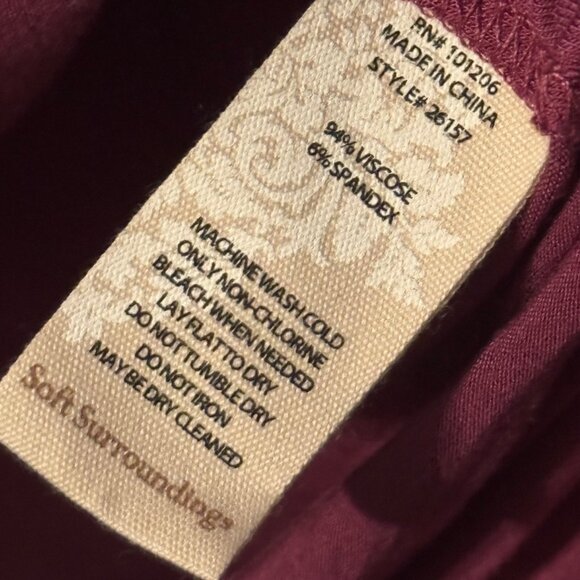 RN# 101206
MADE IN CHINA
STYLE# 26157
94% VISCOSE
6% SPANDEX
MACHINE WASH COLD
ONLY NON-CHLORINE
BLEACH WHEN NEEDED
LAY FLAT TO DRY
DO NOT TUMBLE DRY
DO NOT IRON
MAY BE DRY CLEANED
Soft Surroundings